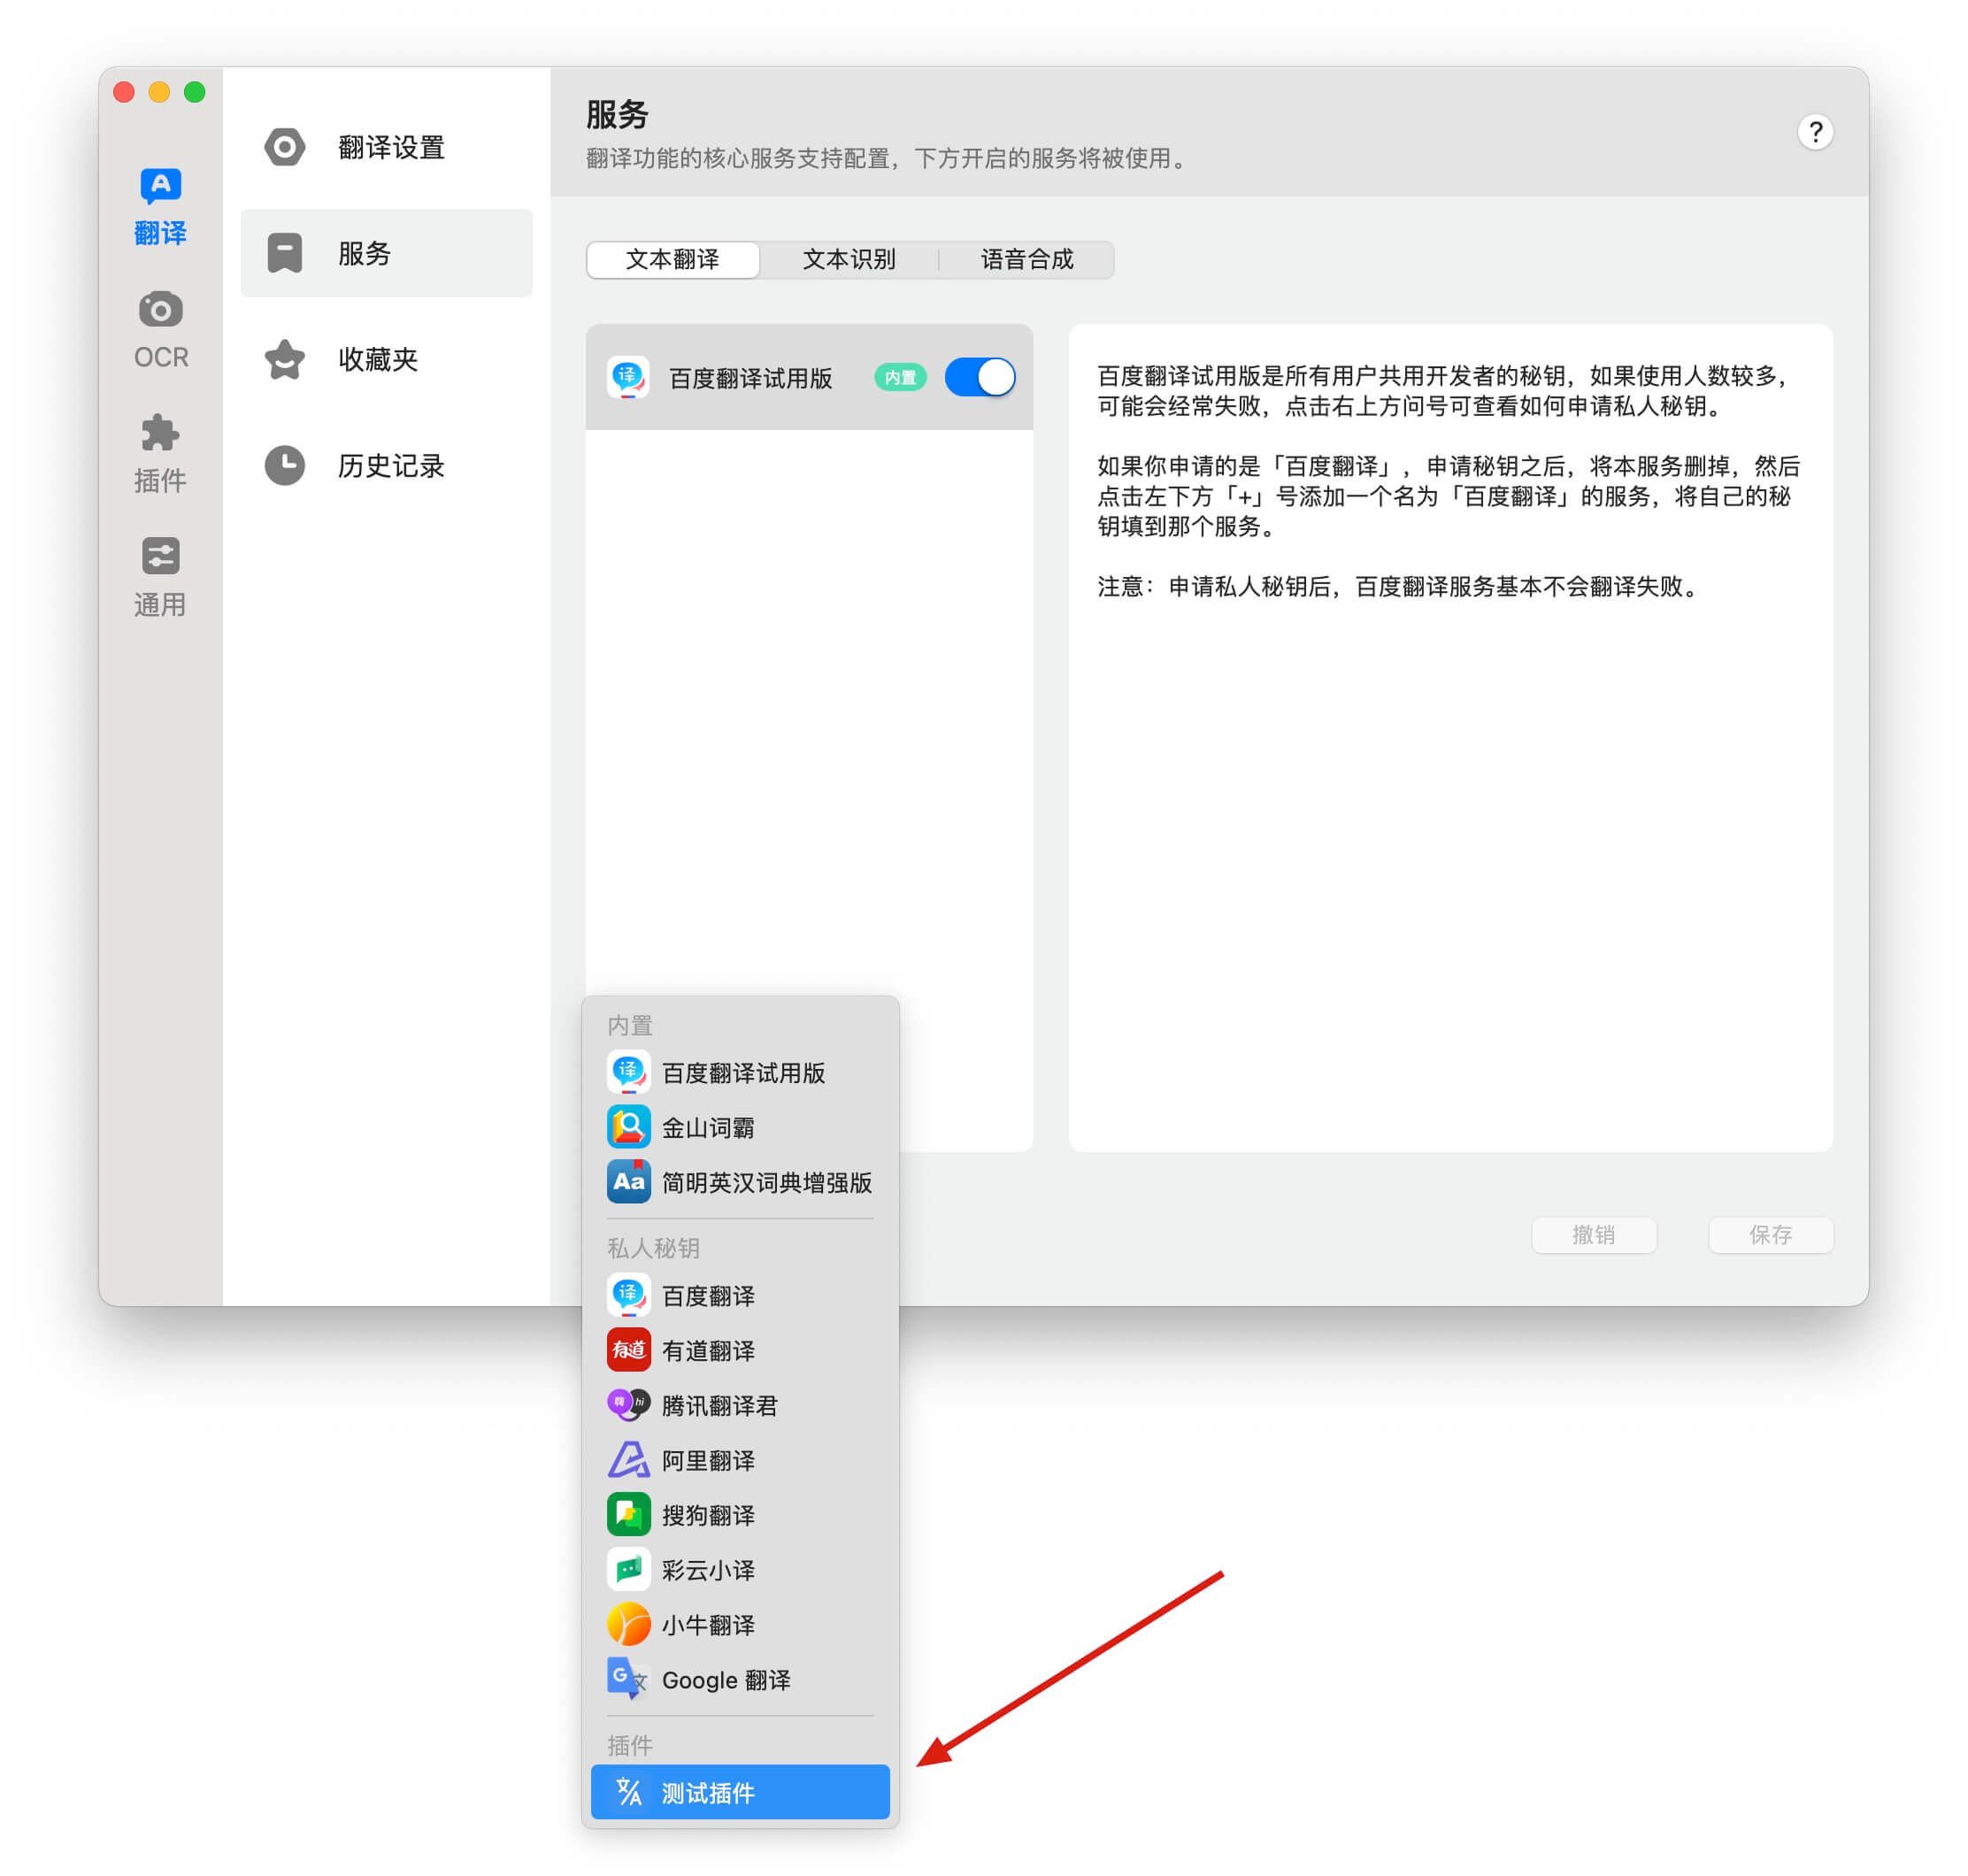 翻译
OCR
插件
通用
翻译设置
服务
收藏夹
历史记录
服务
翻译功能的核心服务支持配置，下方开启的服务将被使用。
?
文本翻译
文本识别
语音合成
译
百度翻译试用版
内置
百度翻译试用版是所有用户共用开发者的秘钥，如果使用人数较多，
可能会经常失败，点击右上方问号可查看如何申请私人秘钥。
如果你申请的是「百度翻译」，申请秘钥之后，将本服务删掉，然后
点击左下方「+」号添加一个名为「百度翻译」的服务，将自己的秘
钥填到那个服务。
注意：申请私人秘钥后，百度翻译服务基本不会翻译失败。
内置
译
百度翻译试用版
金山词霸
Aa
简明英汉词典增强版
私人秘钥
译
百度翻译
有道
有道翻译
嗨 hi
腾讯翻译君
阿里翻译
搜狗翻译
彩云小译
小牛翻译
G 文
Google 翻译
插件
文/A
测试插件
撤销
保存